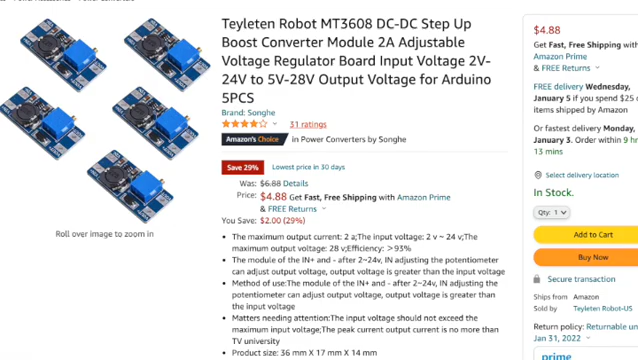 Teyleten Robot MT3608 DC-DC Step Up
Boost Converter Module 2A Adjustable
Voltage Regulator Board Input Voltage 2V-
24V to 5V-28V Output Voltage for Arduino
5PCS
Brand: Songhe
31 ratings
Amazon's Choice in Power Converters by Songhe
Save 29% Lowest price in 30 days
Was: $6.88 Details
Price: $4.88 Get Fast, Free Shipping with Amazon Prime
& FREE Returns
You Save: $2.00 (29%)
• The maximum output current: 2 a;The input voltage: 2 v ~ 24 v;The
maximum output voltage: 28 v;Efficiency: >93%
• The module of the IN+ and - after 2~24v, IN adjusting the potentiometer
can adjust output voltage, output voltage is greater than the input voltage
• Method of use:The module of the IN+ and - after 2~24v, IN adjusting the
potentiometer can adjust output voltage, output voltage is greater than
the input voltage
• Matters needing attention:The input voltage should not exceed the
maximum input voltage;The peak current output current is no more than
TV university
• Product size: 36 mm X 17 mm X 14 mm
Roll over image to zoom in
$4.88
Get Fast, Free Shipping with
Amazon Prime
& FREE Returns
FREE delivery Wednesday,
January 5 if you spend $25 o
items shipped by Amazon
Or fastest delivery Monday,
January 3. Order within 9 hr
13 mins
Select delivery location
In Stock.
Qty: 1
Add to Cart
Buy Now
Secure transaction
Ships from Amazon
Sold by Teyleten Robot-US
Return policy: Returnable un
Jan 31, 2022
prime